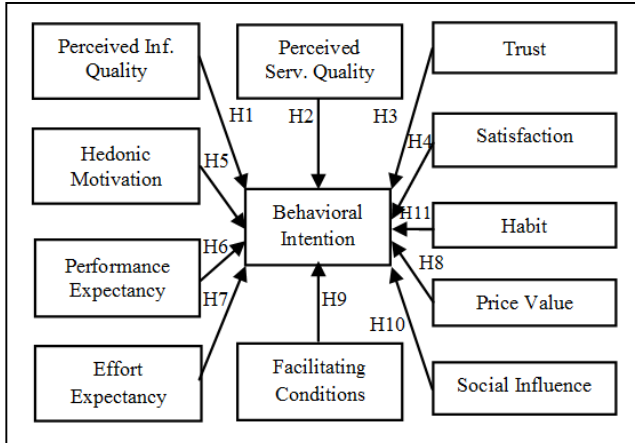 Perceived Inf.
Quality
Perceived
Serv. Quality
Trust
H1
H2
H3
H4
Satisfaction
Hedonic
Motivation
H5
Behavioral
Intention
H11
Habit
Performance
Expectancy
H6
H8
Price Value
H7
H9
H10
Effort
Expectancy
Facilitating
Conditions
Social Influence